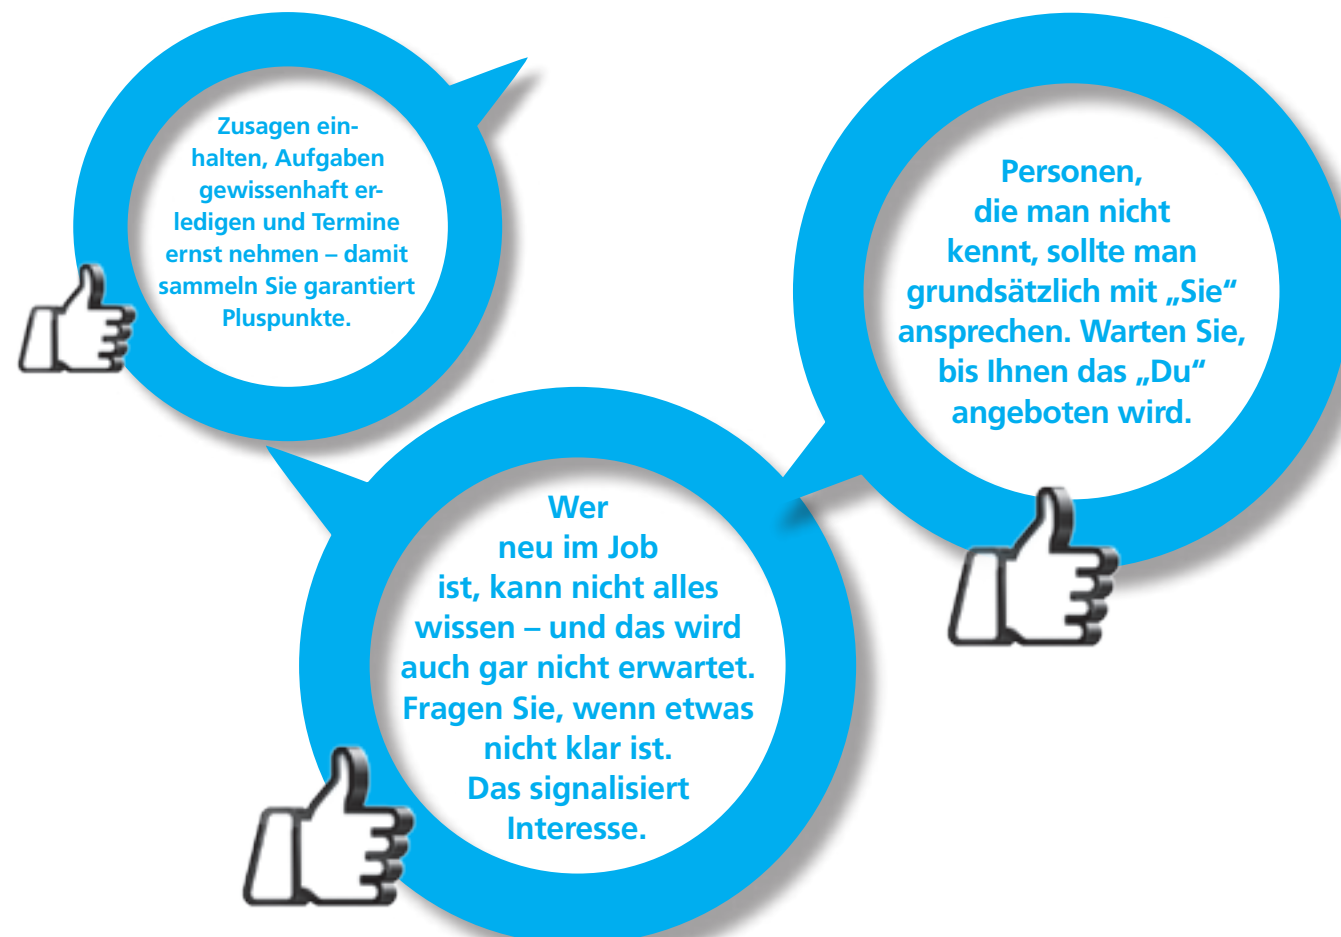 Zusagen ein-
halten, Aufgaben
gewissenhaft er-
ledigen und Termine
ernst nehmen – damit
sammeln Sie garantiert
Pluspunkte.
Personen,
die man nicht
kennt, sollte man
grundsätzlich mit „Sie“
ansprechen. Warten Sie,
bis Ihnen das „Du“
angeboten wird.
Wer
neu im Job
ist, kann nicht alles
wissen – und das wird
auch gar nicht erwartet.
Fragen Sie, wenn etwas
nicht klar ist.
Das signalisiert
Interesse.